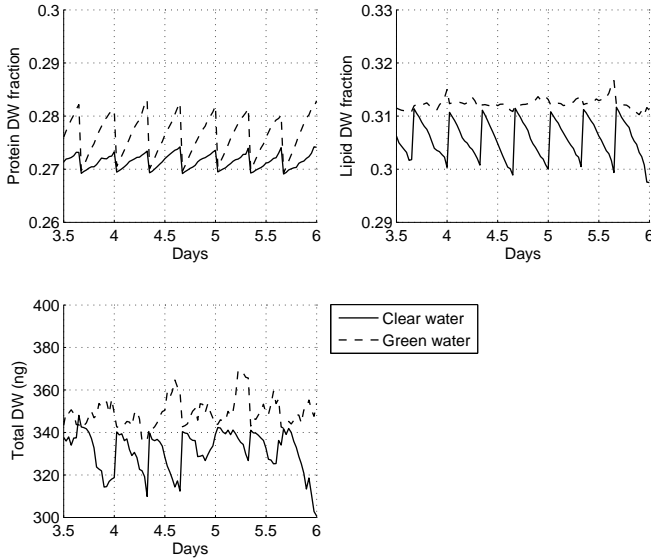 0.3
0.29
0.28
0.27
0.26
Protein DW fraction
3.5 4 4.5 5 5.5 6
Days
0.33
0.32
0.31
0.3
0.29
Lipid DW fraction
3.5 4 4.5 5 5.5 6
Days
400
380
360
340
320
300
Total DW (ng)
3.5 4 4.5 5 5.5 6
Days
Clear water
Green water